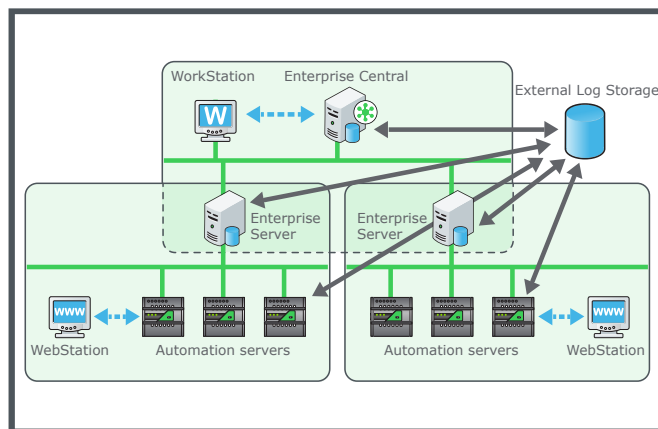 WorkStation
Enterprise Central
External Log Storage
W
Enterprise
Server
Enterprise
Server
WWW
WWW
WebStation
Automation servers
Automation servers
WebStation